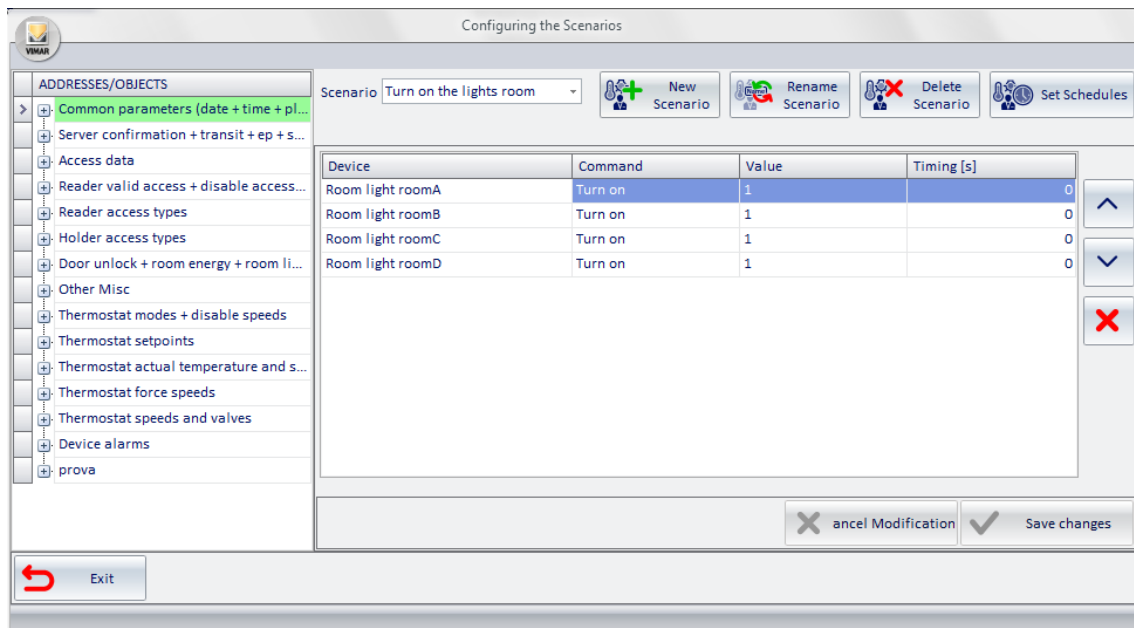 Configuring the Scenarios
VIMAR
ADDRESSES/OBJECTS
Common parameters (date + time + pl...
Server confirmation + transit + ep + s...
Access data
Reader valid access + disable access...
Reader access types
Holder access types
Door unlock + room energy + room li...
Other Misc
Thermostat modes + disable speeds
Thermostat setpoints
Thermostat actual temperature and s...
Thermostat force speeds
Thermostat speeds and valves
Device alarms
prova
Scenario Turn on the lights room
New Scenario
Rename Scenario
Delete Scenario
Set Schedules
Device Command Value Timing [s]
Room light roomA Turn on 1 0
Room light roomB Turn on 1 0
Room light roomC Turn on 1 0
Room light roomD Turn on 1 0
ancel Modification
Save changes
Exit